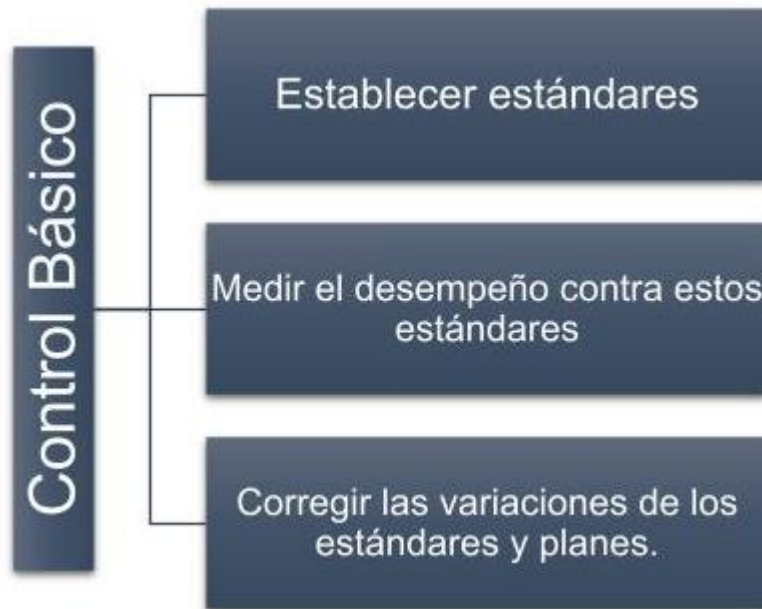 Control Básico
Establecer estándares
Medir el desempeño contra estos
estándares
Corregir las variaciones de los
estándares y planes.